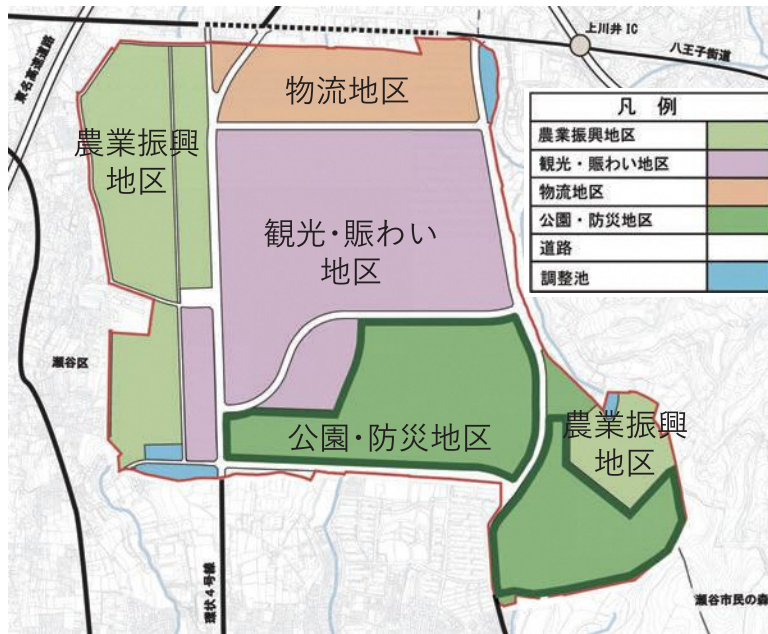 東名高速道路
上川井 IC
八王子街道
物流地区
農業振興
地区
凡 例
農業振興地区
観光・賑わい地区
物流地区
公園・防災地区
道路
調整池
観光・賑わい
地区
瀬谷区
公園・防災地区
農業振興
地区
環状4号線
瀬谷市民の森